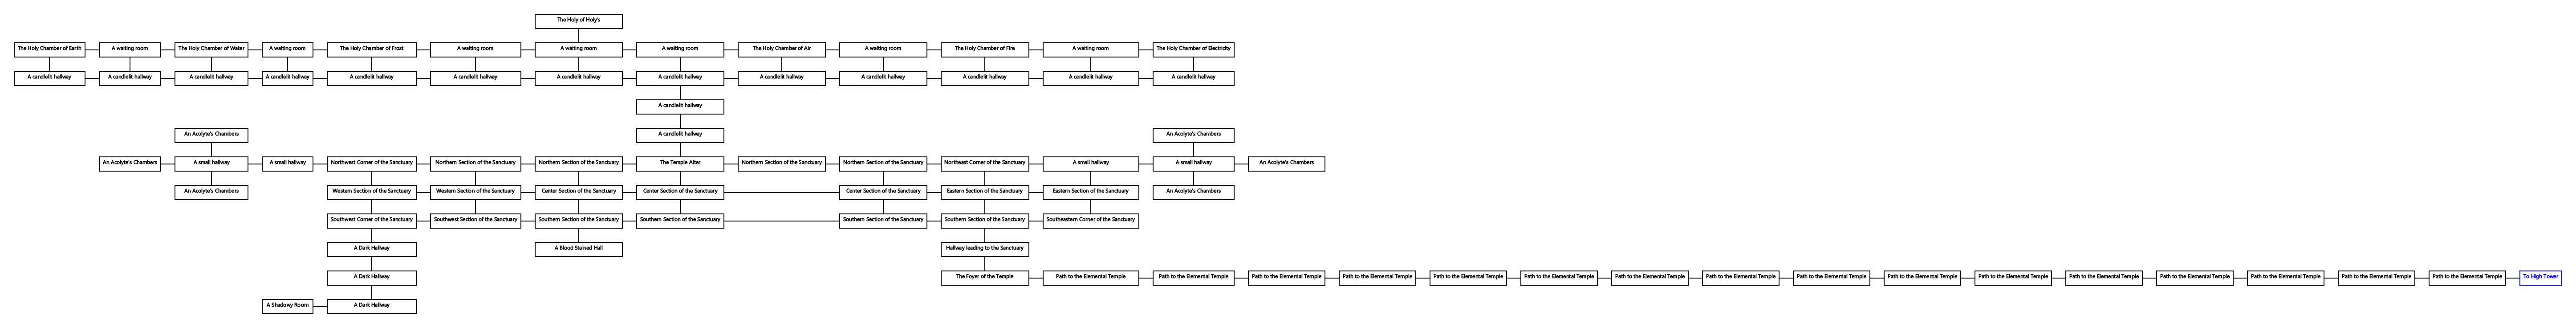 The Holy of Holy's
The Holy Chamber of Earth A waiting room The Holy Chamber of Water A waiting room The Holy Chamber of Frost A waiting room A waiting room A waiting room The Holy Chamber of Air A waiting room The Holy Chamber of Fire A waiting room The Holy Chamber of Electricity
A candlelit hallway A candlelit hallway A candlelit hallway A candlelit hallway A candlelit hallway A candlelit hallway A candlelit hallway A candlelit hallway A candlelit hallway A candlelit hallway A candlelit hallway A candlelit hallway A candlelit hallway
A candlelit hallway
An Acolyte's Chambers A candlelit hallway An Acolyte's Chambers
An Acolyte's Chambers A small hallway A small hallway Northwest Corner of the Sanctuary Northern Section of the Sanctuary Northern Section of the Sanctuary The Temple Alter Northern Section of the Sanctuary Northern Section of the Sanctuary Northeast Corner of the Sanctuary A small hallway A small hallway An Acolyte's Chambers
An Acolyte's Chambers Western Section of the Sanctuary Western Section of the Sanctuary Center Section of the Sanctuary Center Section of the Sanctuary Center Section of the Sanctuary Eastern Section of the Sanctuary Eastern Section of the Sanctuary An Acolyte's Chambers
Southwest Corner of the Sanctuary Southwest Section of the Sanctuary Southern Section of the Sanctuary Southern Section of the Sanctuary Southern Section of the Sanctuary Southern Section of the Sanctuary Southeastern Corner of the Sanctuary
A Dark Hallway A Blood Stained Hall Hallway leading to the Sanctuary
A Dark Hallway The Foyer of the Temple Path to the Elemental Temple Path to the Elemental Temple Path to the Elemental Temple Path to the Elemental Temple Path to the Elemental Temple Path to the Elemental Temple Path to the Elemental Temple Path to the Elemental Temple Path to the Elemental Temple Path to the Elemental Temple Path to the Elemental Temple Path to the Elemental Temple Path to the Elemental Temple Path to the Elemental Temple Path to the Elemental Temple Path to the Elemental Temple To High Tower
A Shadowy Room A Dark Hallway